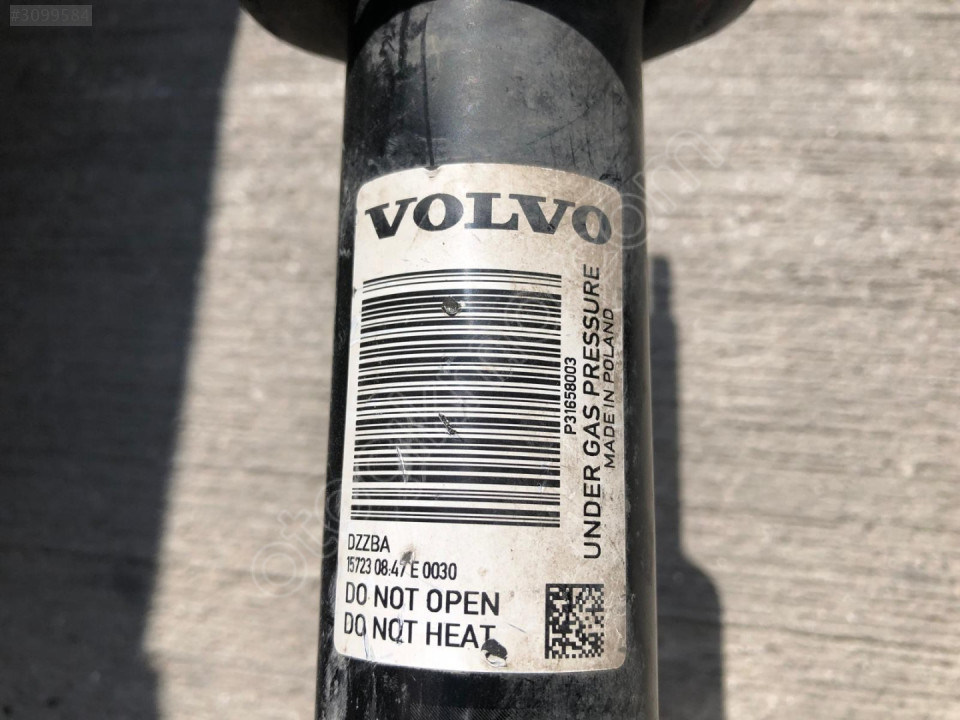 #3099584
VOLVO
P31658003
UNDER GAS PRESSURE
MADE IN POLAND
DZZBA
15723 08:47 E 0030
DO NOT OPEN
DO NOT HEAT